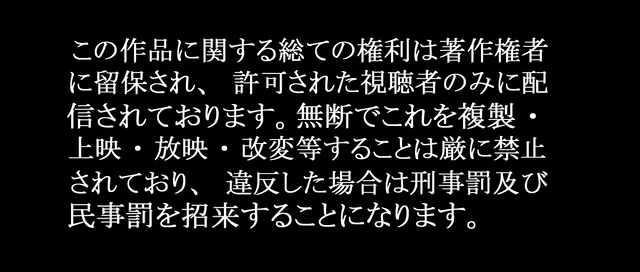 この作品に関する総ての権利は著作権者
に留保され、 許可された視聴者のみに配
信されております。無断でこれを複製・
上映・放映・改変等することは厳に禁止
されており、 違反した場合は刑事罰及び
民事罰を招来することになります。